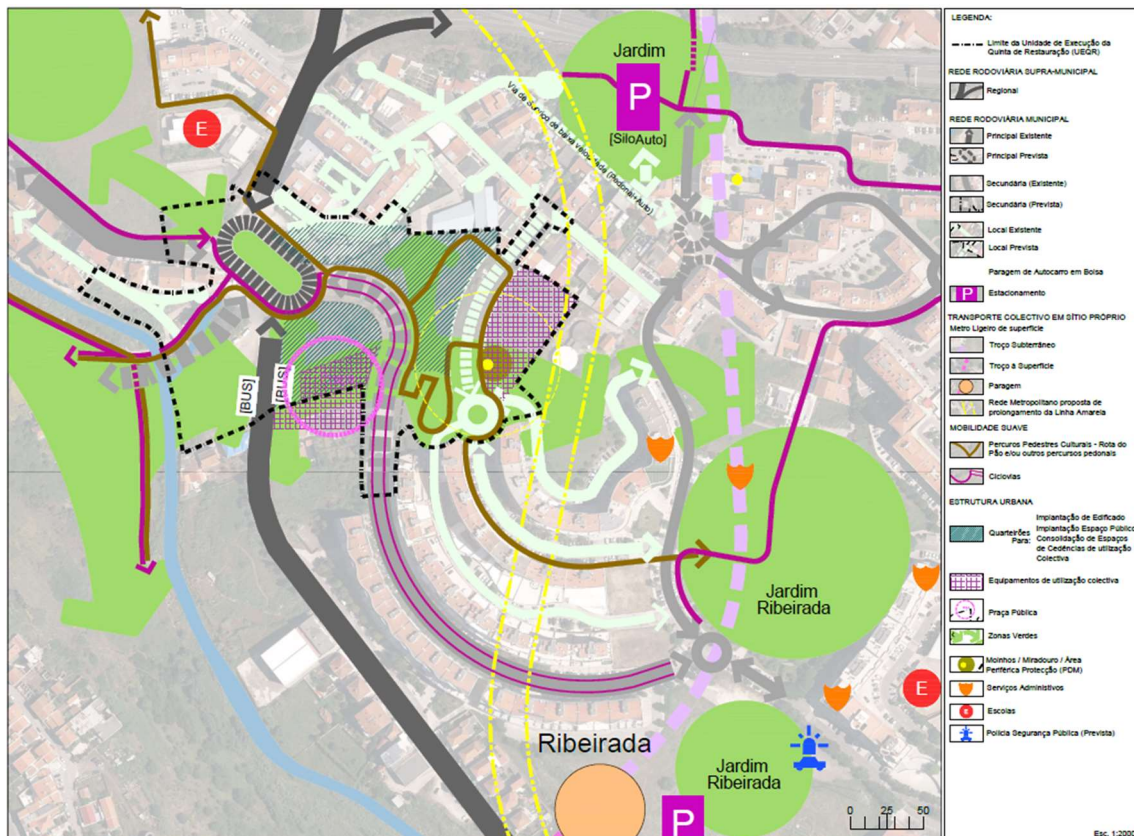 Jardim
P
[SiloAuto]
Via de Serviço de baixa velocidade (Pedonal+Auto)
E
[BUS]
[BUS]
Jardim
Ribeirada
E
Ribeirada
Jardim
Ribeirada
P
0 25 50
LEGENDA:
Limite da Unidade de Execução da
Quinta de Restauração (UEQR)
REDE RODOVIÁRIA SUPRA-MUNICIPAL
Regional
REDE RODOVIÁRIA MUNICIPAL
Principal Existente
Principal Prevista
Secundária (Existente)
Secundária (Prevista)
Local Existente
Local Prevista
Paragem de Autocarro em Bolsa
P Estacionamento
TRANSPORTE COLECTIVO EM SÍTIO PRÓPRIO
Metro Ligeiro de superfície
Troço Subterrâneo
Troço à Superfície
Paragem
Rede Metropolitano proposta de
prolongamento da Linha Amarela
MOBILIDADE SUAVE
Percuros Pedestres Culturais - Rota do
Pão e/ou outros percursos pedonais
Ciclovias
ESTRUTURA URBANA
Quarteirões
Para:
Implantação de Edificado
Implantação Espaço Público
Consolidação de Espaços
de Cedências de utilização
Colectiva
Equipamentos de utilização colectiva
Praça Pública
Zonas Verdes
Moinhos / Miradouro / Área
Periférica Protecção (PDM)
Serviços Administivos
E Escolas
Polícia Segurança Pública (Prevista)
Esc. 1:2000